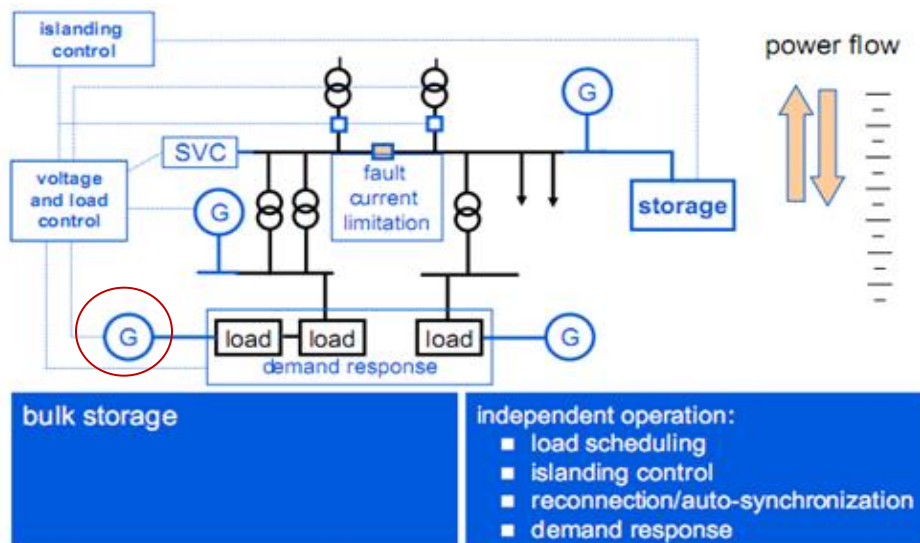 islanding
control
power flow
G
SVC
voltage
and load
control
fault
current
limitation
G
storage
G
load
load
load
G
demand response
bulk storage
independent operation:
load scheduling
islanding control
reconnection/auto-synchronization
demand response